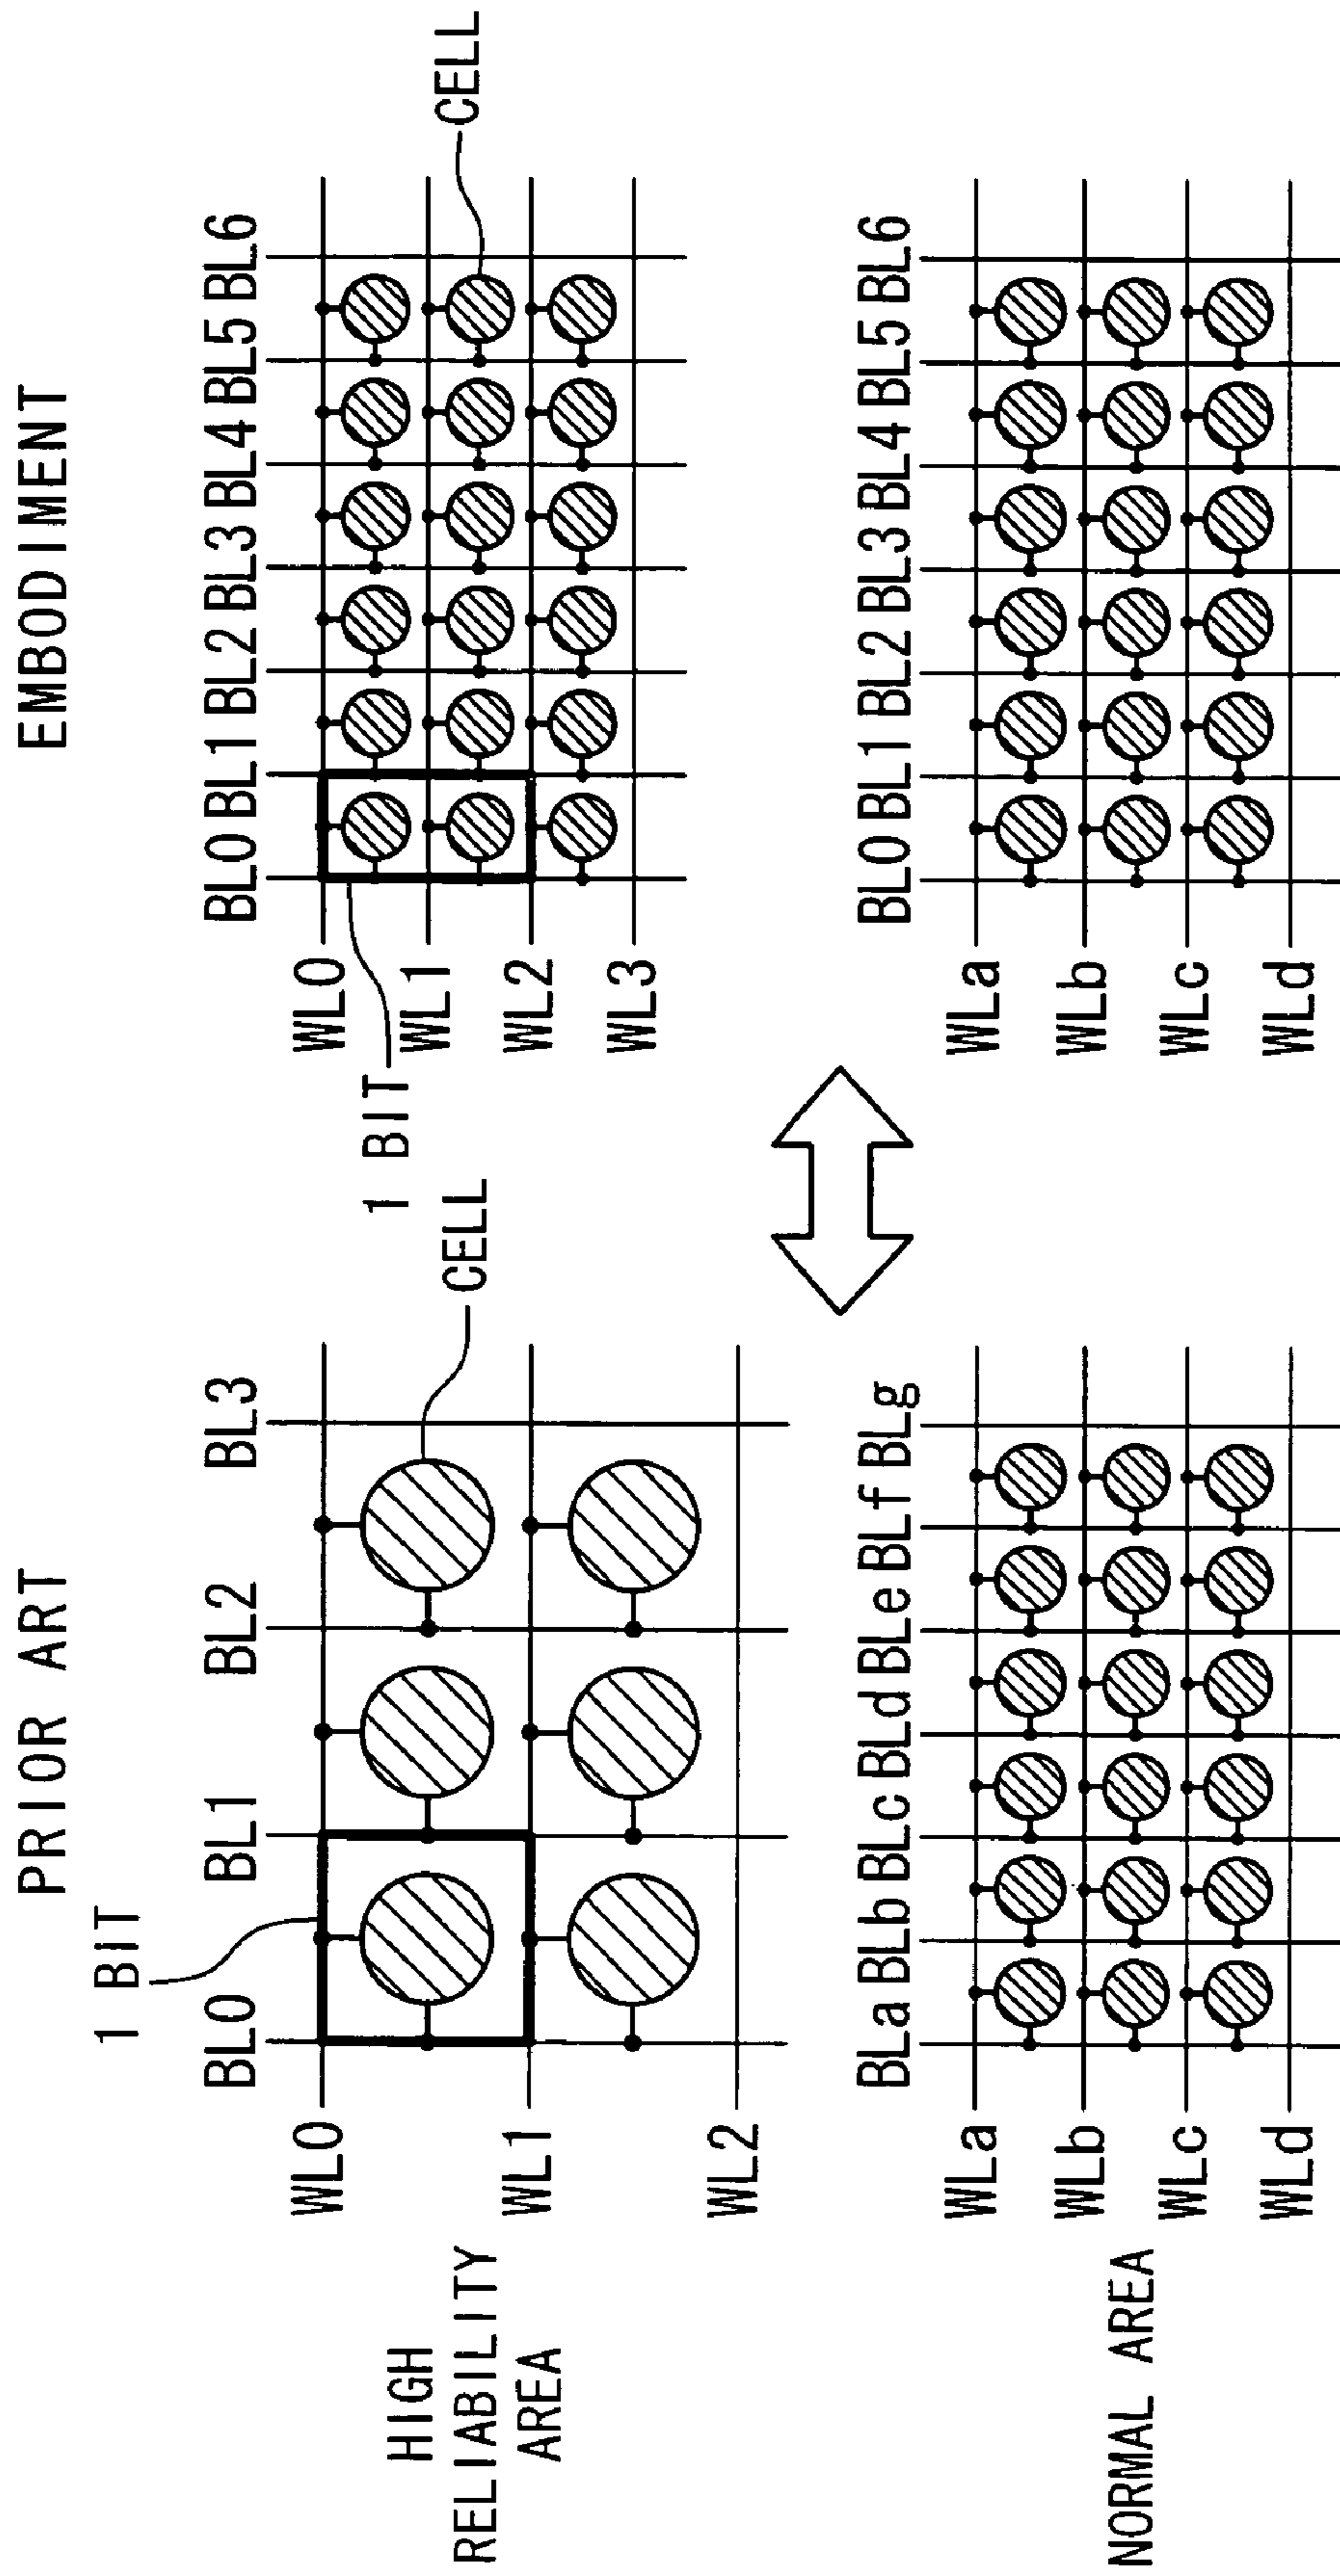 PRIOR ART
EMBODIMENT
1 BIT
BL0 BL1 BL2 BL3
BL0 BL1 BL2 BL3 BL4 BL5 BL6
HIGH
RELIABILITY
AREA
WL0
WL1
WL2
CELL
1 BIT
WL0
WL1
WL2
WL3
CELL
BLa BLb BLc BLd BLe BLf BLg
BL0 BL1 BL2 BL3 BL4 BL5 BL6
NORMAL AREA
WLa
WLb
WLc
WLd
WLa
WLb
WLc
WLd